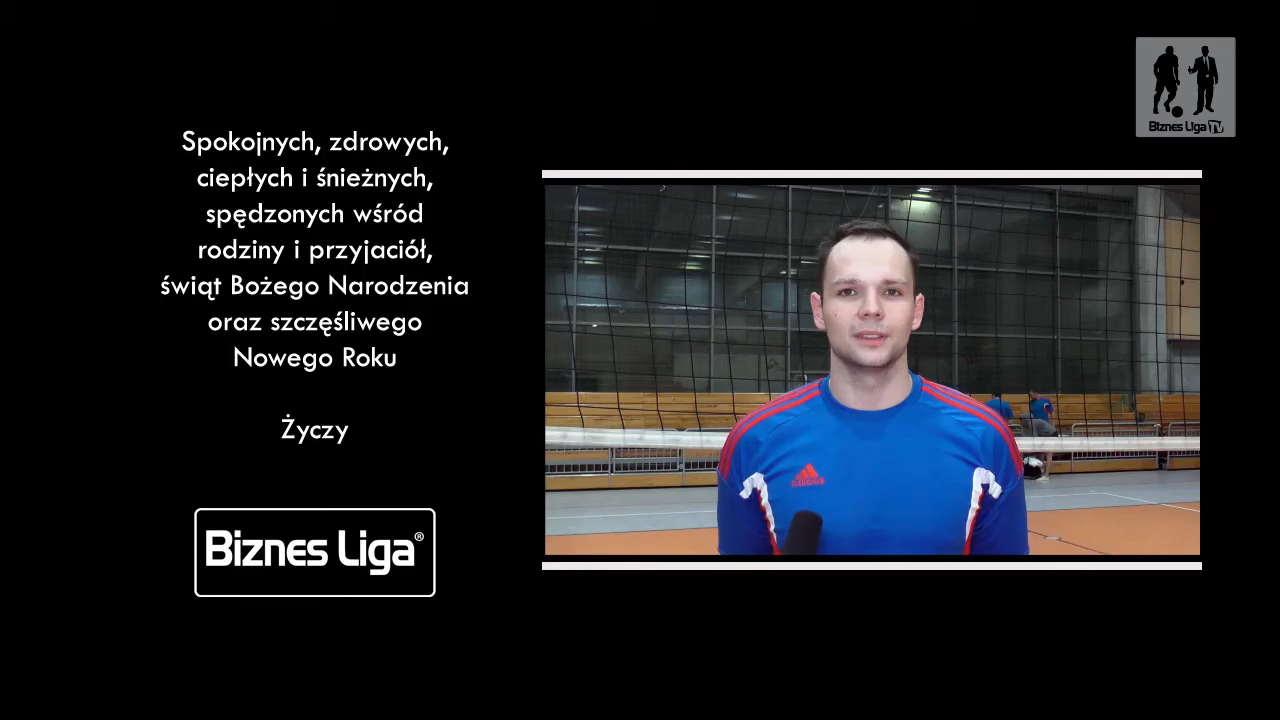 Spokojnych, zdrowych,
ciepłych i śnieżnych,
spędzonych wśród
rodziny i przyjaciół,
świąt Bożego Narodzenia
oraz szczęśliwego
Nowego Roku
Życzy
Biznes Liga®
Biznes Liga TV